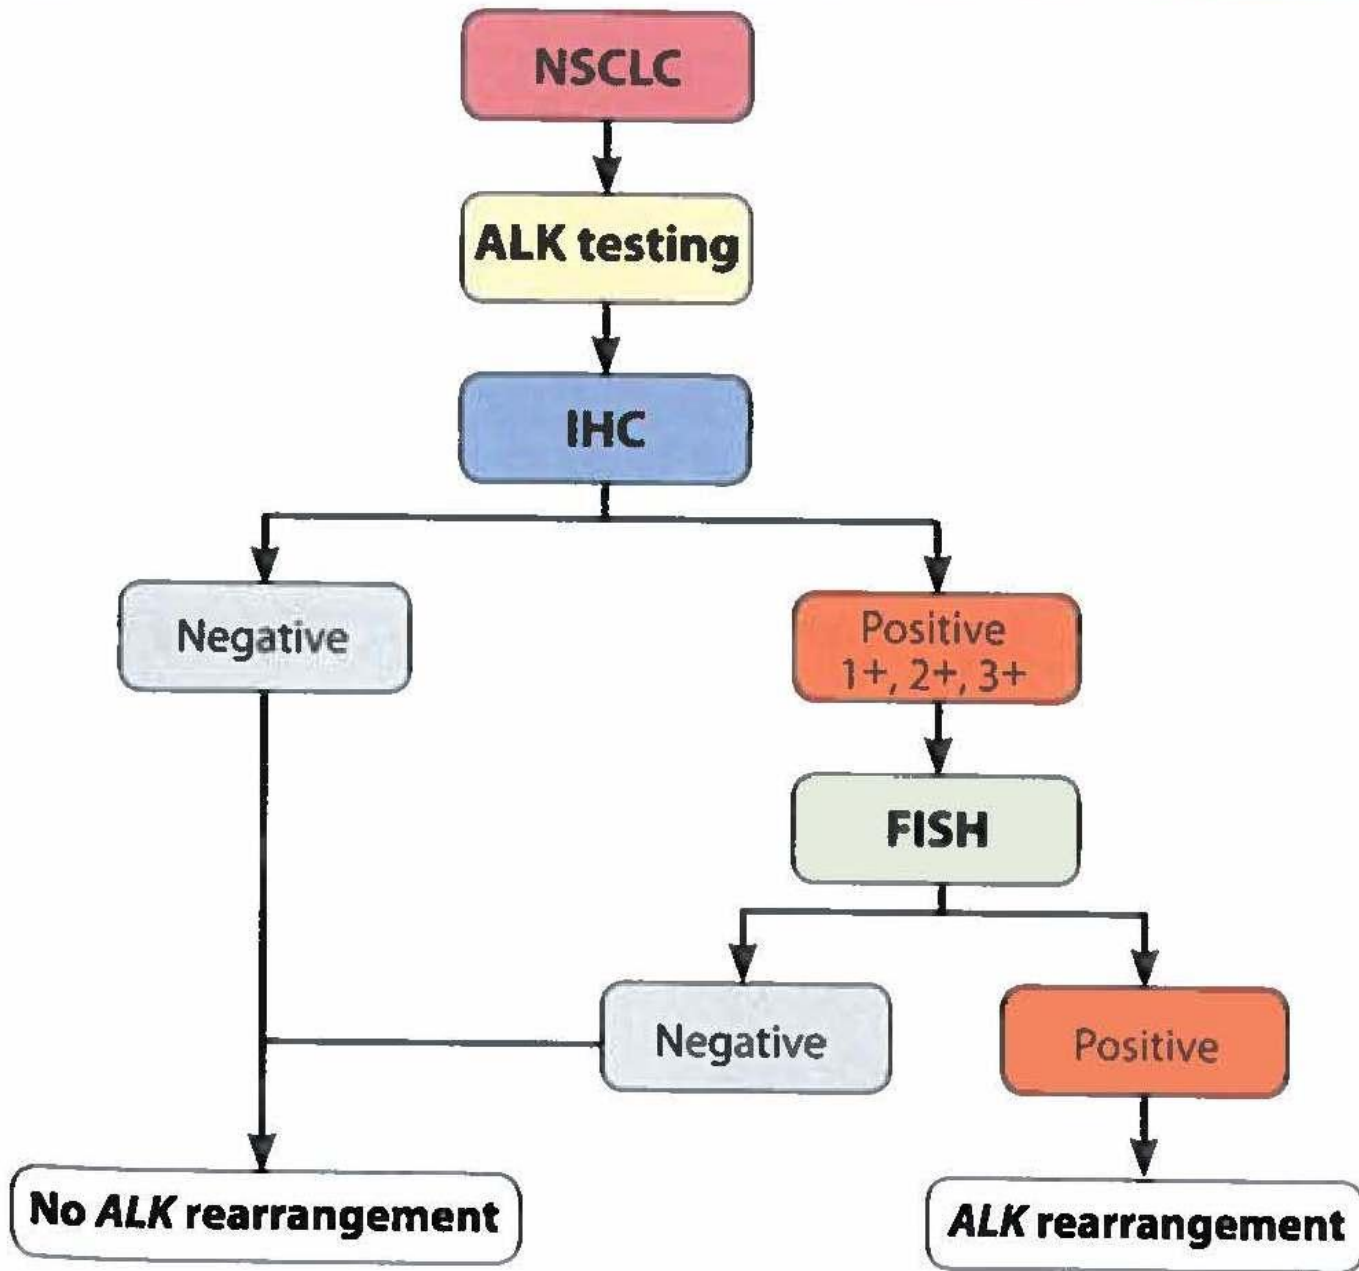 NSCLC
ALK testing
IHC
Negative
Positive
1+, 2+, 3+
FISH
Negative
Positive
No ALK rearrangement
ALK rearrangement